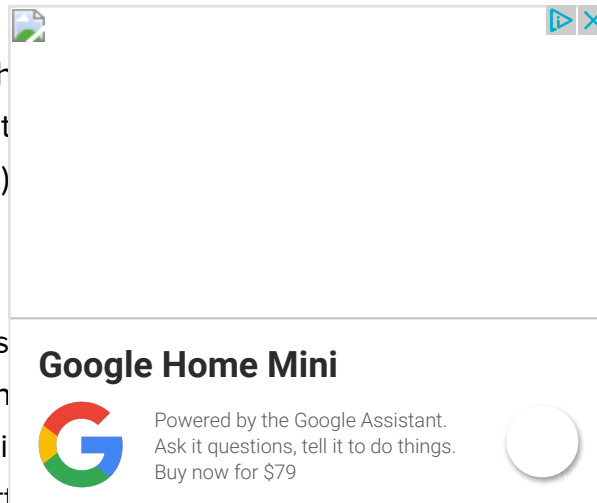 Google Home Mini
Powered by the Google Assistant.
Ask it questions, tell it to do things.
Buy now for $79